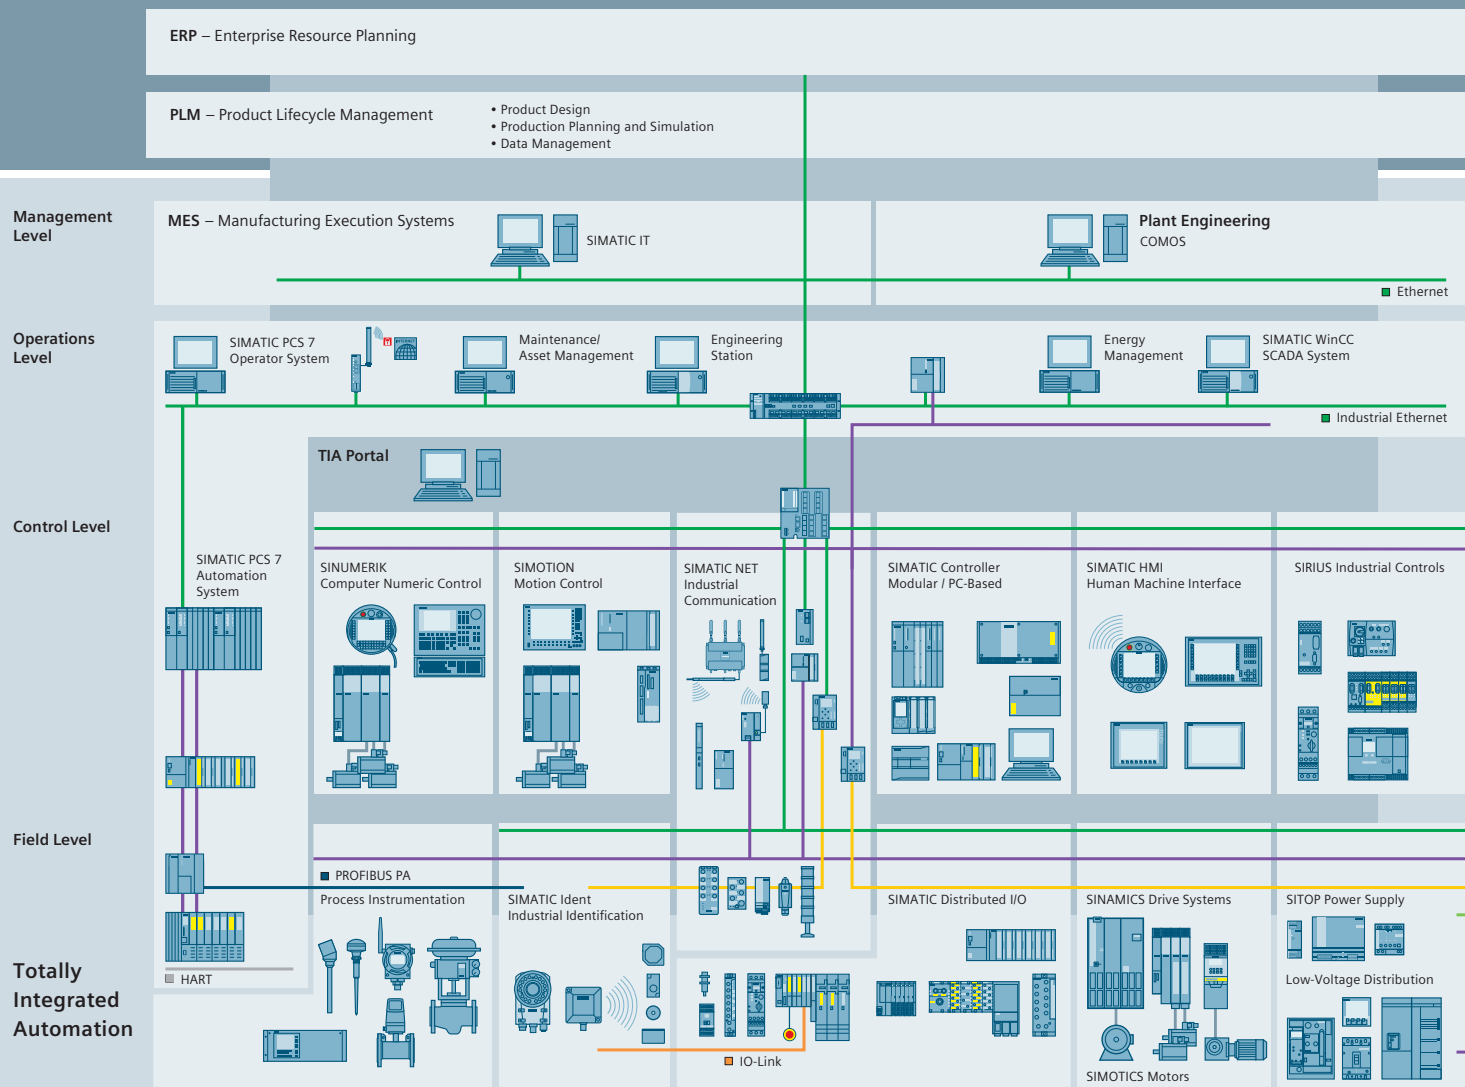 ERP – Enterprise Resource Planning
PLM – Product Lifecycle Management
• Product Design
• Production Planning and Simulation
• Data Management
Management
Level
MES – Manufacturing Execution Systems
SIMATIC IT
Plant Engineering
COMOS
Ethernet
Operations
Level
SIMATIC PCS 7
Operator System
INTERNET
Maintenance/
Asset Management
Engineering
Station
Energy
Management
SIMATIC WinCC
SCADA System
Industrial Ethernet
TIA Portal
Control Level
SIMATIC PCS 7
Automation
System
SINUMERIK
Computer Numeric Control
SIMOTION
Motion Control
SIMATIC NET
Industrial
Communication
SIMATIC Controller
Modular / PC-Based
SIMATIC HMI
Human Machine Interface
SIRIUS Industrial Controls
Field Level
PROFIBUS PA
Process Instrumentation
SIMATIC Ident
Industrial Identification
SIMATIC Distributed I/O
SINAMICS Drive Systems
SITOP Power Supply
Low-Voltage Distribution
HART
Totally
Integrated
Automation
IO-Link
SIMOTICS Motors